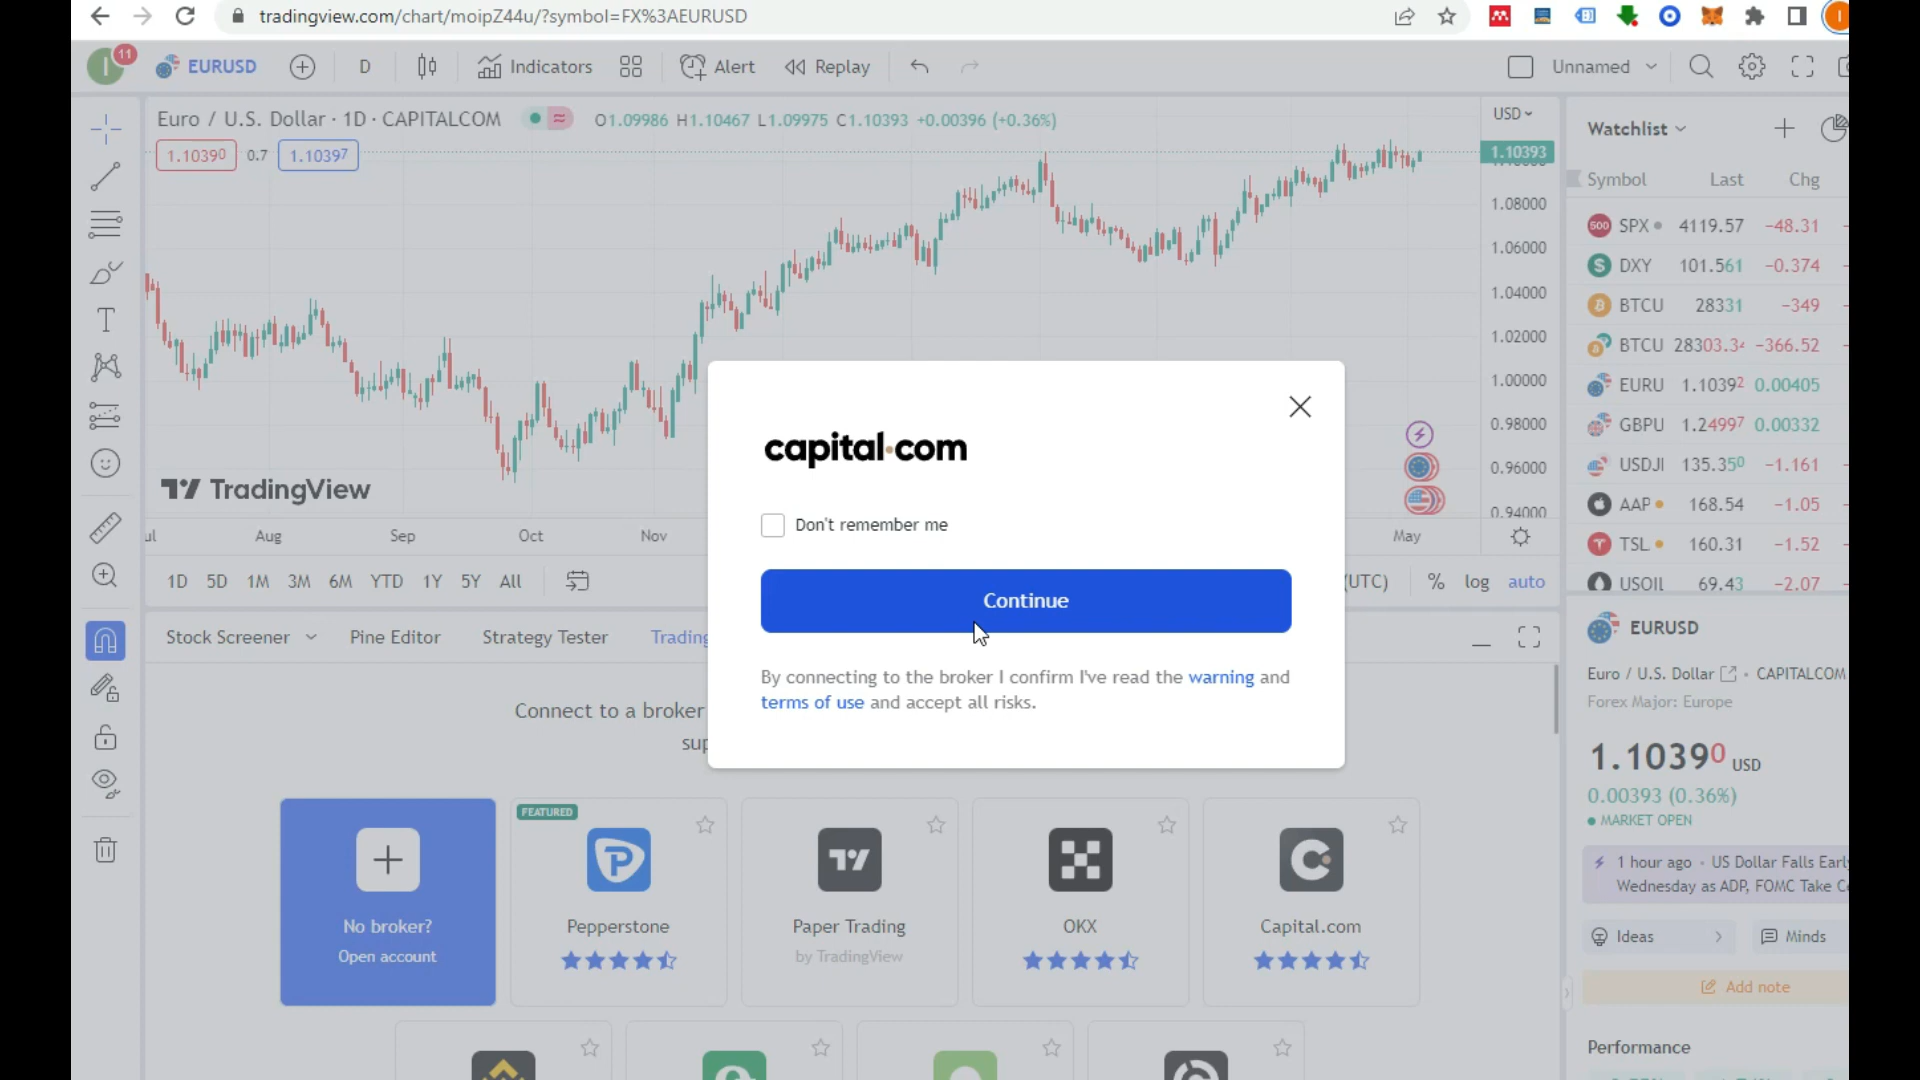 tradingview.com/chart/moipZ44u/?symbol=FX%3AEURUSD
11
EURUSD
D
Indicators
Alert
Replay
Unnamed
Euro / U.S. Dollar · 1D · CAPITALCOM
O1.09986 H1.10467 L1.09975 C1.10393 +0.00396 (+0.36%)
1.10390 0.7 1.10397
USD
1.10393
1.08000
1.06000
1.04000
1.02000
1.00000
0.98000
0.96000
0.94000
TradingView
Aug Sep Oct Nov May
1D 5D 1M 3M 6M YTD 1Y 5Y All
(UTC) % log auto
Stock Screener Pine Editor Strategy Tester Trading
Connect to a broker
capital.com
Don't remember me
Continue
By connecting to the broker I confirm I've read the warning and
terms of use and accept all risks.
No broker?
Open account
FEATURED
Pepperstone
Paper Trading
by TradingView
OKX
Capital.com
Watchlist
Symbol Last Chg
SPX 4119.57 −48.31
DXY 101.561 −0.374
BTCU 28331 −349
BTCU 28303.34 −366.52
EURU 1.10392 0.00405
GBPU 1.24997 0.00332
USDJ 135.350 −1.161
AAP 168.54 −1.05
TSL 160.31 −1.52
USOIL 69.43 −2.07
EURUSD
Euro / U.S. Dollar · CAPITALCOM
Forex Major: Europe
1.10390 USD
0.00393 (0.36%)
MARKET OPEN
1 hour ago · US Dollar Falls Early
Wednesday as ADP, FOMC Take
Ideas
Minds
Add note
Performance